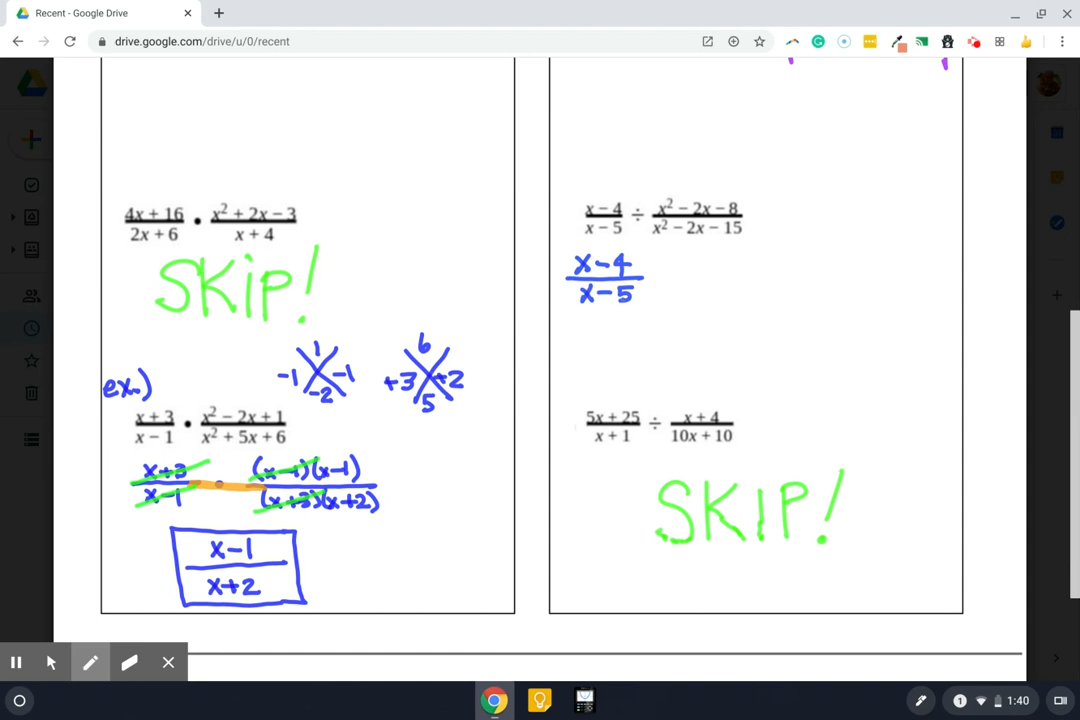 Recent - Google Drive
drive.google.com/drive/u/0/recent
4x + 16
2x + 6
•
x² + 2x – 3
x + 4
SKIP!
ex.)
1
-1 -1
-2
6
+3 +2
5
x + 3
x – 1
•
x² – 2x + 1
x² + 5x + 6
x+3
x-1
•
(x-1)(x-1)
(x+3)(x+2)
x-1
x+2
x – 4
x – 5
÷
x² – 2x – 8
x² – 2x – 15
x-4
x-5
5x + 25
x + 1
÷
x + 4
10x + 10
SKIP!
1
1:40